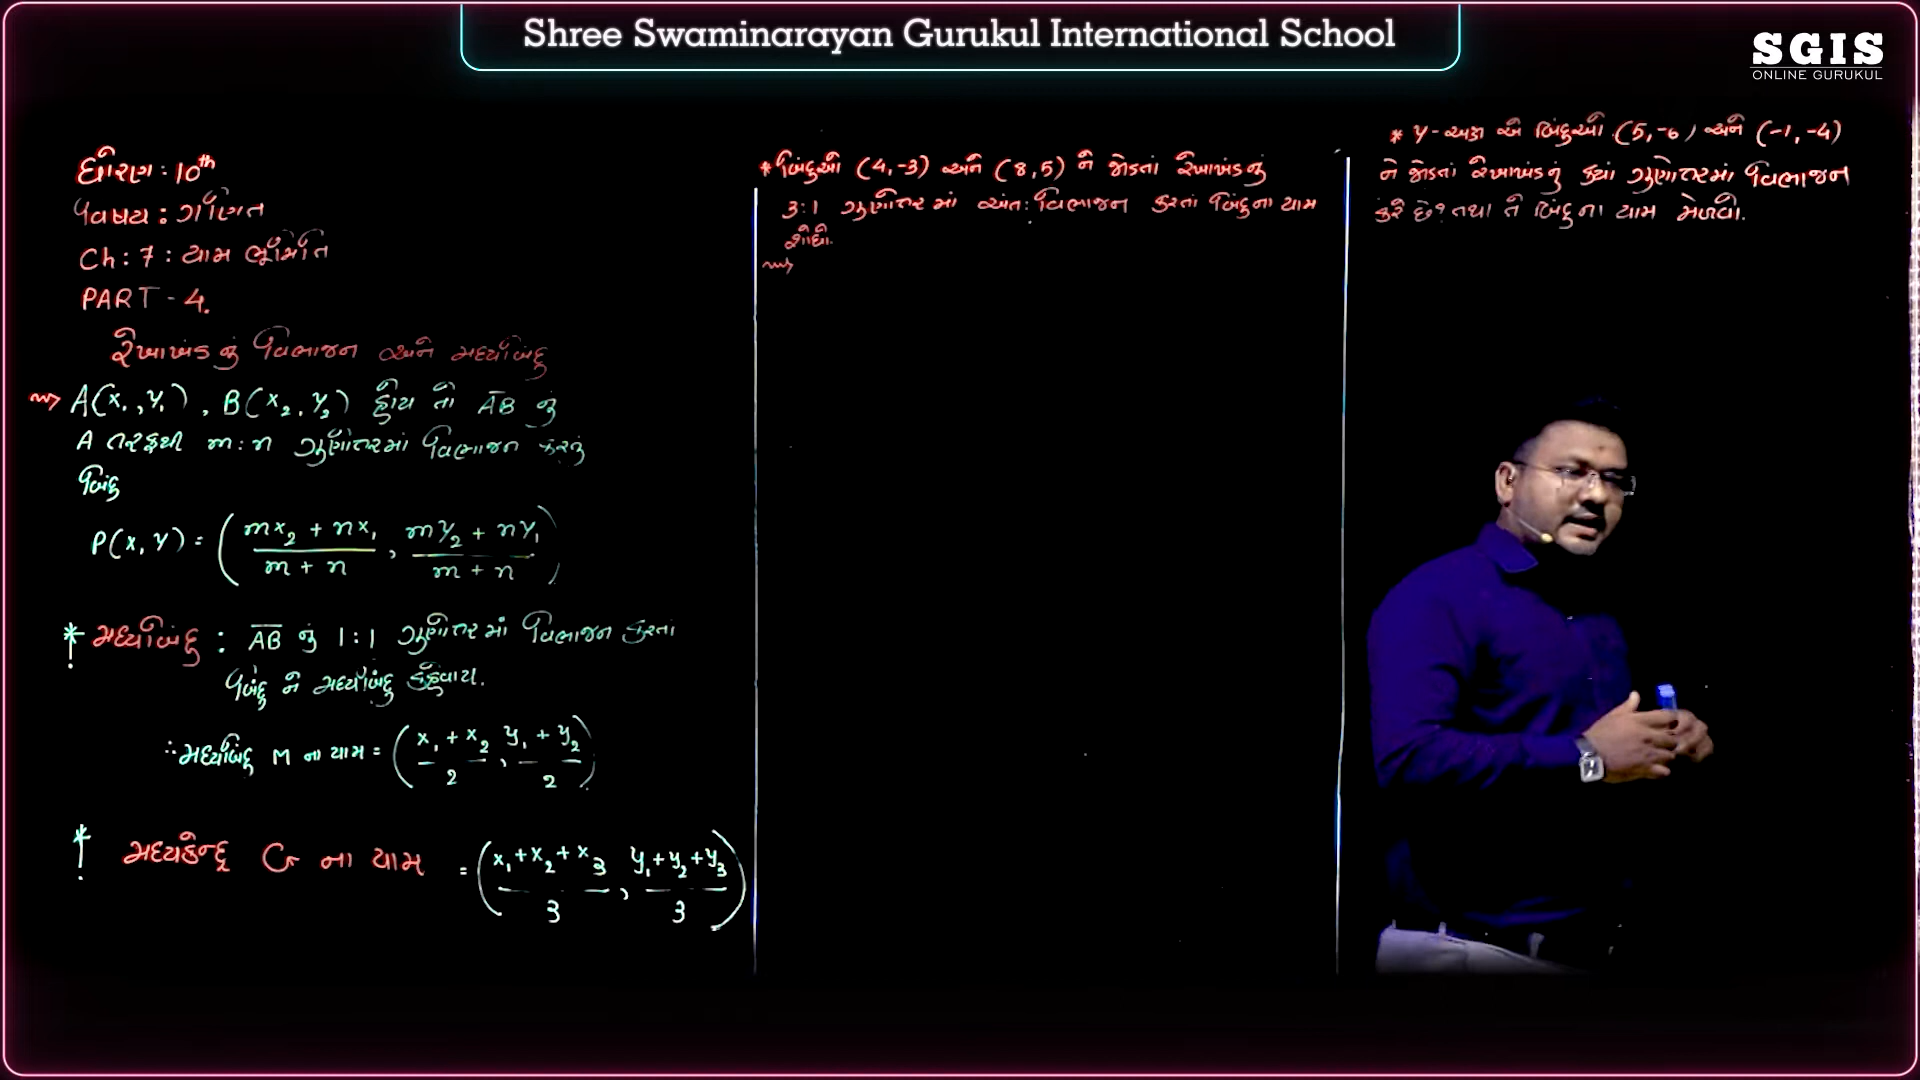 Shree Swaminarayan Gurukul International School
SGIS
ONLINE GURUKUL
ધોરણ : 10th
વિષય : ગણિત
Ch : 7 : યામ ભૂમિતિ
PART - 4.
રેખાખંડનું વિભાજન અને મધ્યબિંદુ
A(x₁, y₁) , B(x₂, y₂) હોય તો A̅B̅ નું
A તરફથી m : n ગુણોત્તરમાં વિભાજન કરતું
બિંદુ
P(x, y) = ( (mx₂ + nx₁)/(m + n) , (my₂ + ny₁)/(m + n) )
* મધ્યબિંદુ : A̅B̅ નું 1 : 1 ગુણોત્તરમાં વિભાજન કરતાં
બિંદુ ને મધ્યબિંદુ કહેવાય.
∴ મધ્યબિંદુ M ના યામ = ( (x₁ + x₂)/2 , (y₁ + y₂)/2 )
* મધ્યકેન્દ્ર G ના યામ = ( (x₁ + x₂ + x₃)/3 , (y₁ + y₂ + y₃)/3 )
* બિંદુઓ (4, -3) અને (8, 5) ને જોડતાં રેખાખંડનું
3 : 1 ગુણોત્તર માં અંતઃવિભાજન કરતાં બિંદુના યામ
શોધો.
* y - અક્ષ એ બિંદુઓ (5, -6) અને (-1, -4)
ને જોડતાં રેખાખંડનું ક્યાં ગુણોત્તરમાં વિભાજન
કરે છે? તથા તે બિંદુના યામ મેળવો.